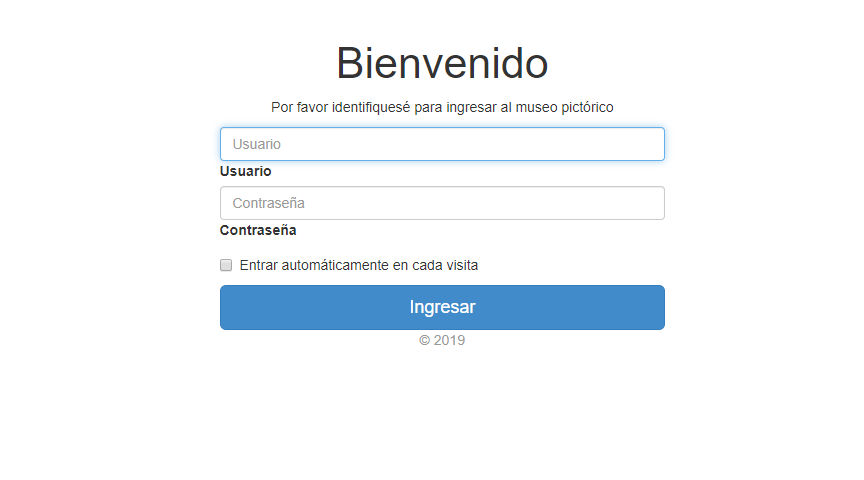 Bienvenido
Por favor identifiquesé para ingresar al museo pictórico
Usuario
Usuario
Contraseña
Contraseña
Entrar automáticamente en cada visita
Ingresar
© 2019